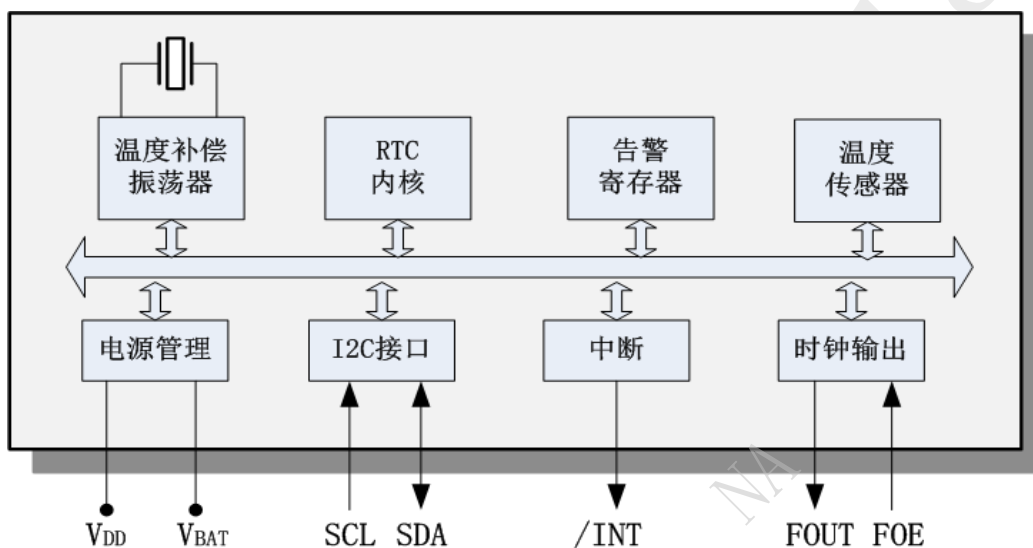 温度补偿
振荡器
RTC
内核
告警
寄存器
温度
传感器
电源管理
I2C接口
中断
时钟输出
VDD
VBAT
SCL
SDA
/INT
FOUT
FOE
NA